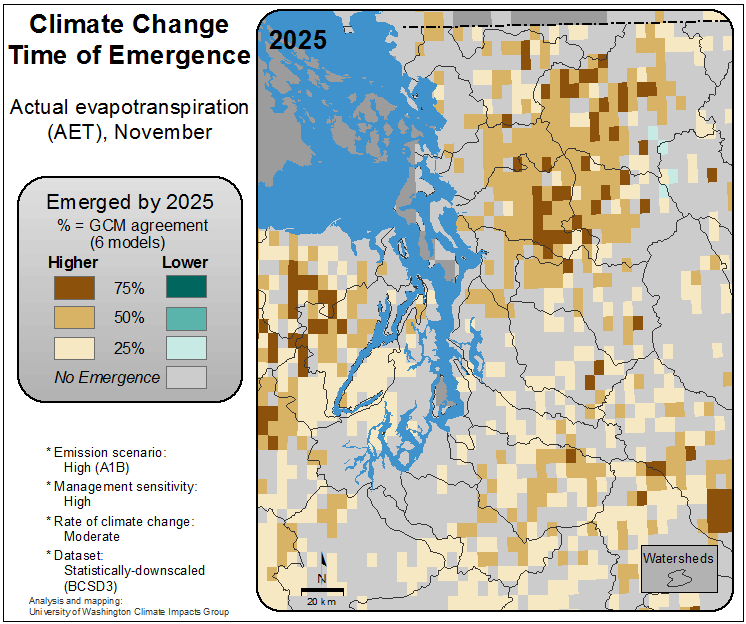 Climate Change
Time of Emergence
Actual evapotranspiration
(AET), November
Emerged by 2025
% = GCM agreement
(6 models)
Higher Lower
75%
50%
25%
No Emergence
* Emission scenario:
High (A1B)
* Management sensitivity:
High
* Rate of climate change:
Moderate
* Dataset:
Statistically-downscaled
(BCSD3)
Analysis and mapping:
University of Washington Climate Impacts Group
2025
N
20 km
Watersheds